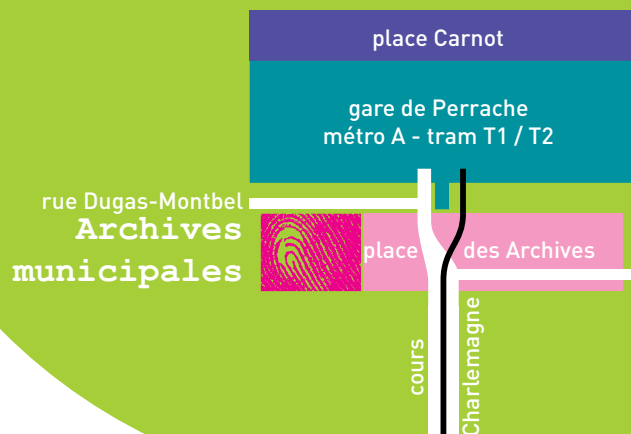 place Carnot
gare de Perrache
métro A - tram T1 / T2
rue Dugas-Montbel
Archives
municipales
place des Archives
cours
Charlemagne